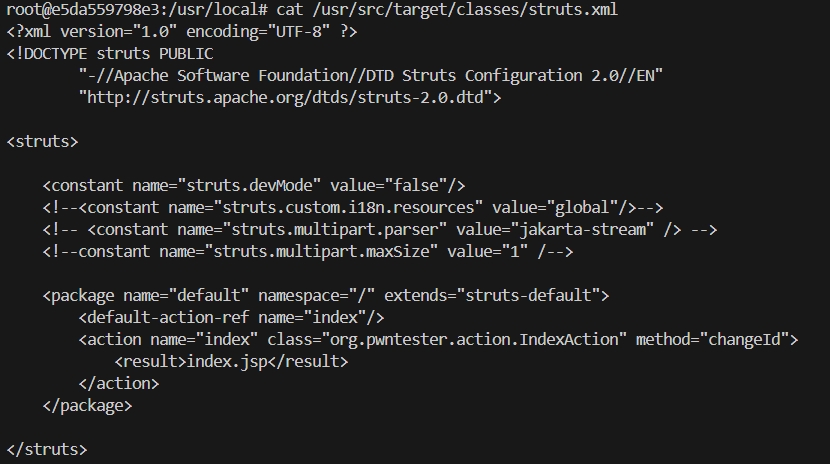 root@e5da559798e3:/usr/local# cat /usr/src/target/classes/struts.xml
<?xml version="1.0" encoding="UTF-8" ?>
<!DOCTYPE struts PUBLIC
        "-//Apache Software Foundation//DTD Struts Configuration 2.0//EN"
        "http://struts.apache.org/dtds/struts-2.0.dtd">

<struts>

    <constant name="struts.devMode" value="false"/>
    <!--<constant name="struts.custom.i18n.resources" value="global"/>-->
    <!-- <constant name="struts.multipart.parser" value="jakarta-stream" /> -->
    <!--constant name="struts.multipart.maxSize" value="1" /-->

    <package name="default" namespace="/" extends="struts-default">
        <default-action-ref name="index"/>
        <action name="index" class="org.pwntester.action.IndexAction" method="changeId">
            <result>index.jsp</result>
        </action>
    </package>

</struts>